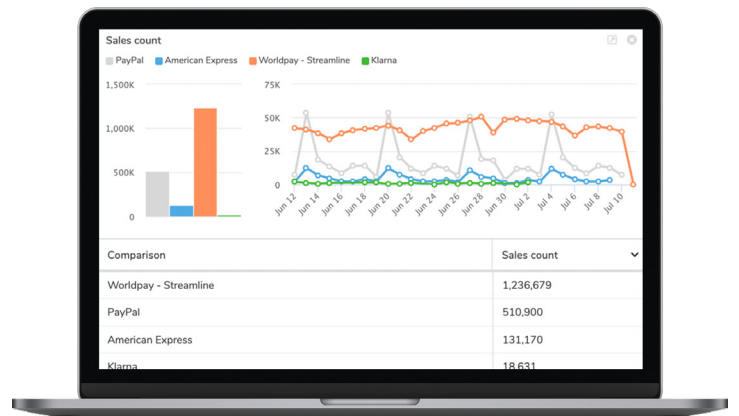 Sales count
PayPal American Express Worldpay - Streamline Klarna
1,500K
1,000K
500K
0
75K
50K
25K
0
Jun 12 Jun 14 Jun 16 Jun 18 Jun 20 Jun 22 Jun 24 Jun 26 Jun 28 Jun 30 Jul 2 Jul 4 Jul 6 Jul 8 Jul 10
Comparison Sales count
Worldpay - Streamline 1,236,679
PayPal 510,900
American Express 131,170
Klarna 18,631